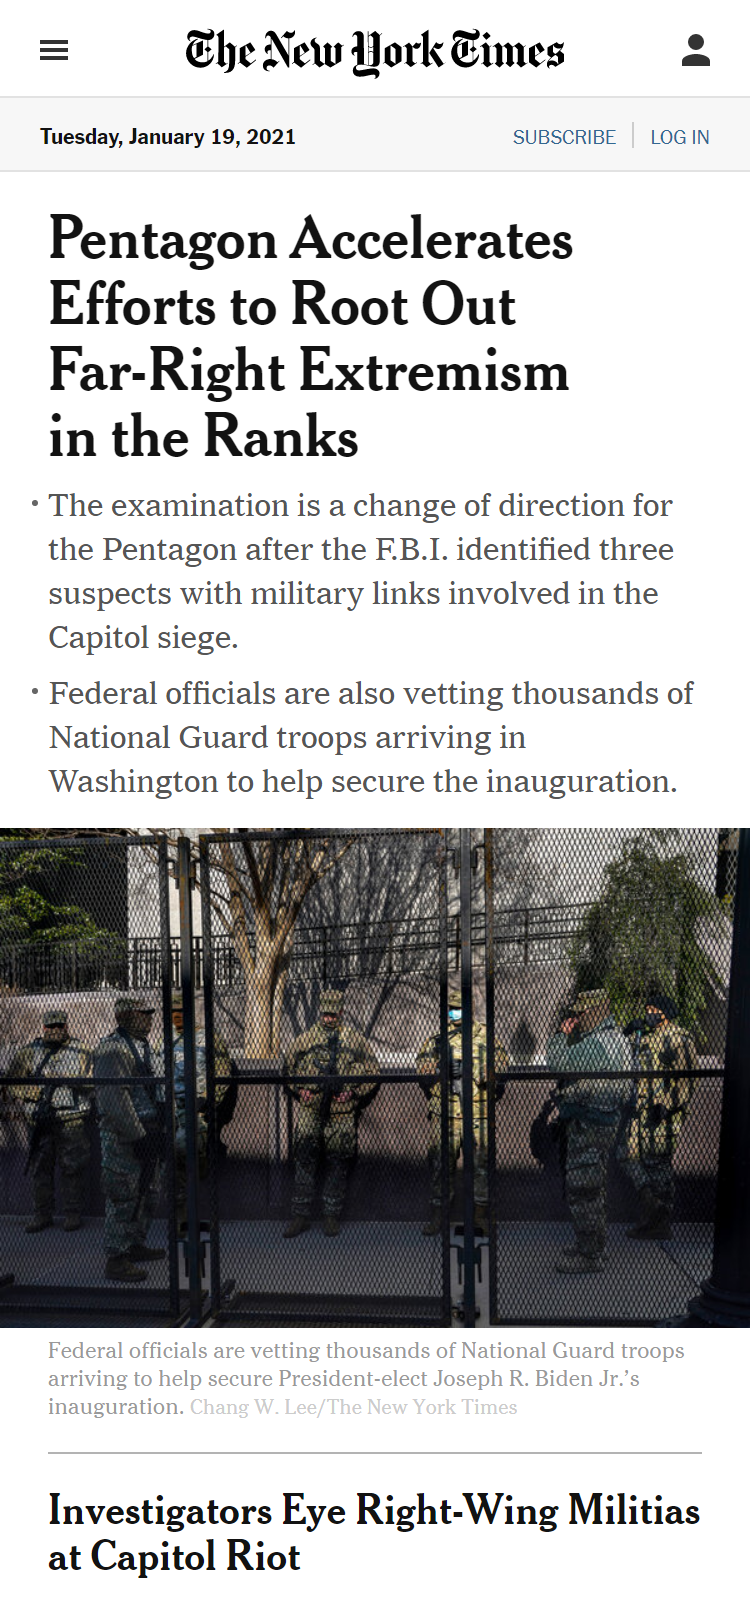 The New York Times
Tuesday, January 19, 2021
SUBSCRIBE
LOG IN
Pentagon Accelerates
Efforts to Root Out
Far-Right Extremism
in the Ranks
• The examination is a change of direction for
the Pentagon after the F.B.I. identified three
suspects with military links involved in the
Capitol siege.
• Federal officials are also vetting thousands of
National Guard troops arriving in
Washington to help secure the inauguration.
Federal officials are vetting thousands of National Guard troops
arriving to help secure President-elect Joseph R. Biden Jr.’s
inauguration. Chang W. Lee/The New York Times
Investigators Eye Right-Wing Militias
at Capitol Riot